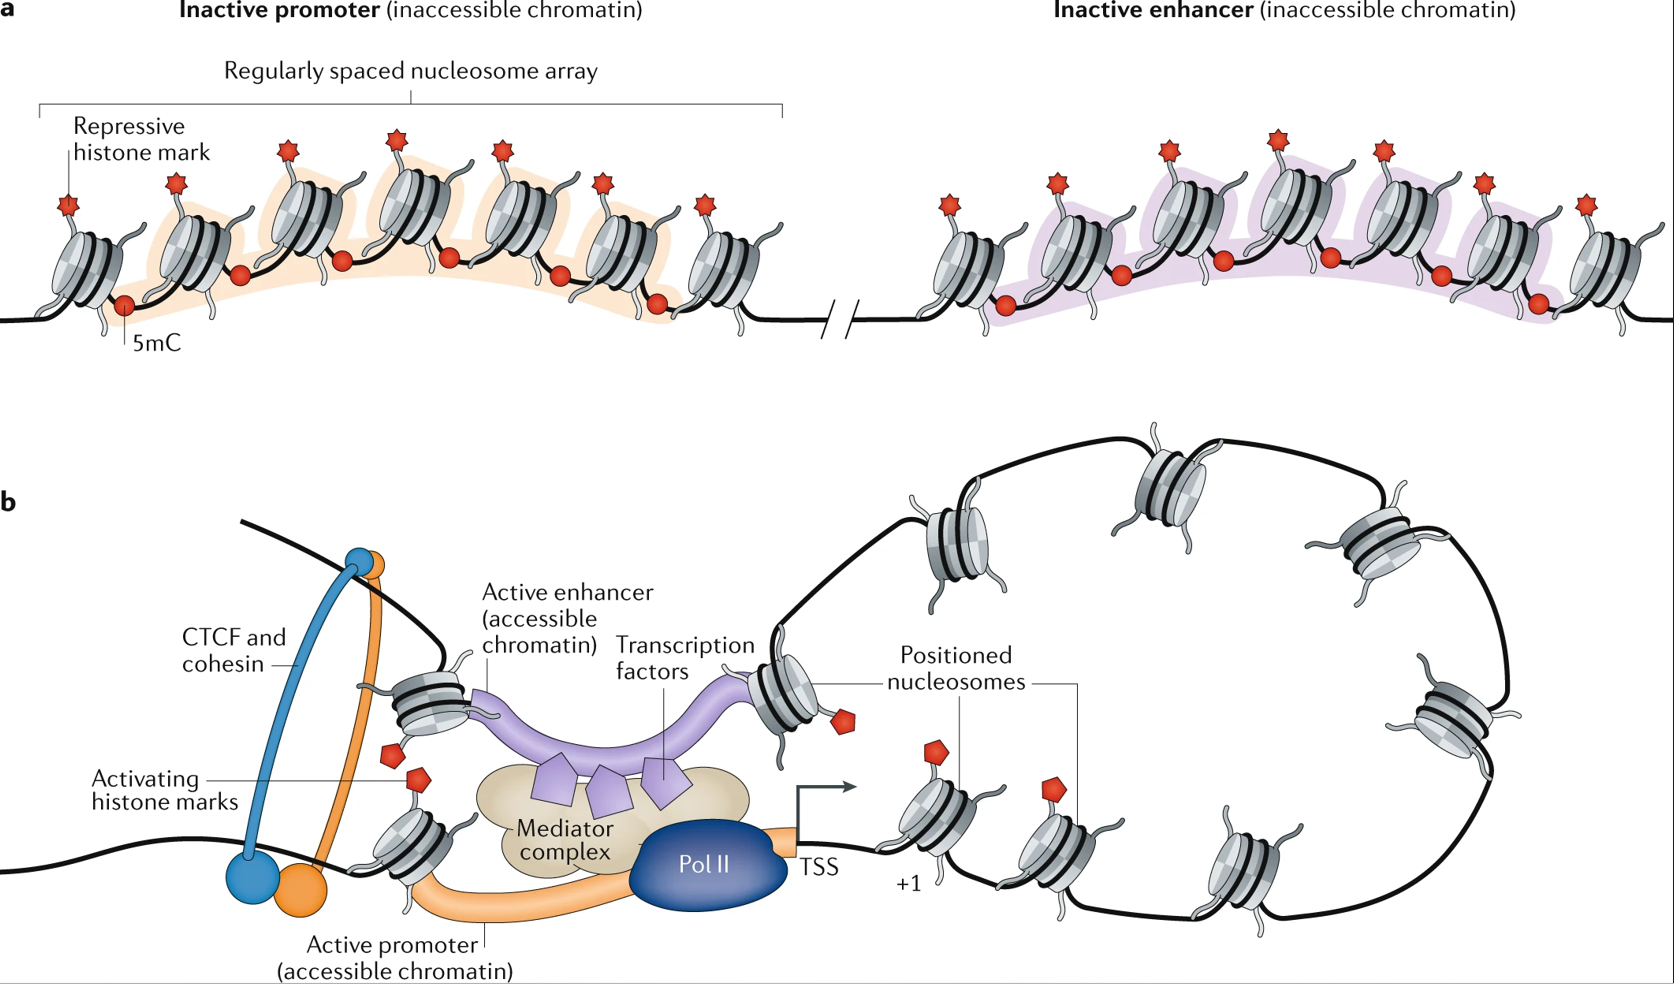 a
Inactive promoter (inaccessible chromatin)
Inactive enhancer (inaccessible chromatin)
Regularly spaced nucleosome array
Repressive
histone mark
5mC
b
Active enhancer
(accessible
chromatin)
Transcription
factors
CTCF and
cohesin
Positioned
nucleosomes
Activating
histone marks
Mediator
complex
Pol II
TSS
+1
Active promoter
(accessible chromatin)